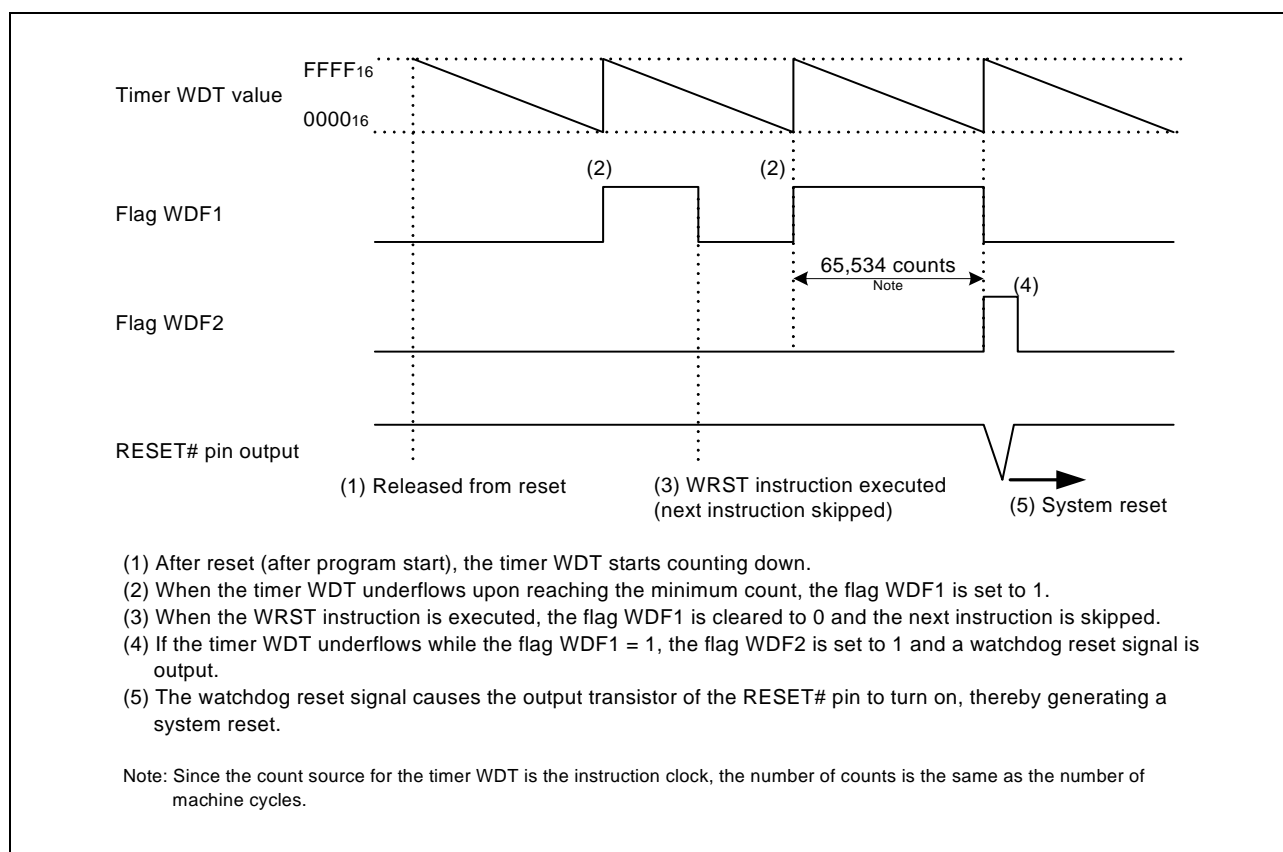 FFFF16
Timer WDT value
000016
(2)
(2)
Flag WDF1
65,534 counts
Note
(4)
Flag WDF2
RESET# pin output
(1) Released from reset
(3) WRST instruction executed
(next instruction skipped)
(5) System reset
(1) After reset (after program start), the timer WDT starts counting down.
(2) When the timer WDT underflows upon reaching the minimum count, the flag WDF1 is set to 1.
(3) When the WRST instruction is executed, the flag WDF1 is cleared to 0 and the next instruction is skipped.
(4) If the timer WDT underflows while the flag WDF1 = 1, the flag WDF2 is set to 1 and a watchdog reset signal is
output.
(5) The watchdog reset signal causes the output transistor of the RESET# pin to turn on, thereby generating a
system reset.
Note: Since the count source for the timer WDT is the instruction clock, the number of counts is the same as the number of
machine cycles.